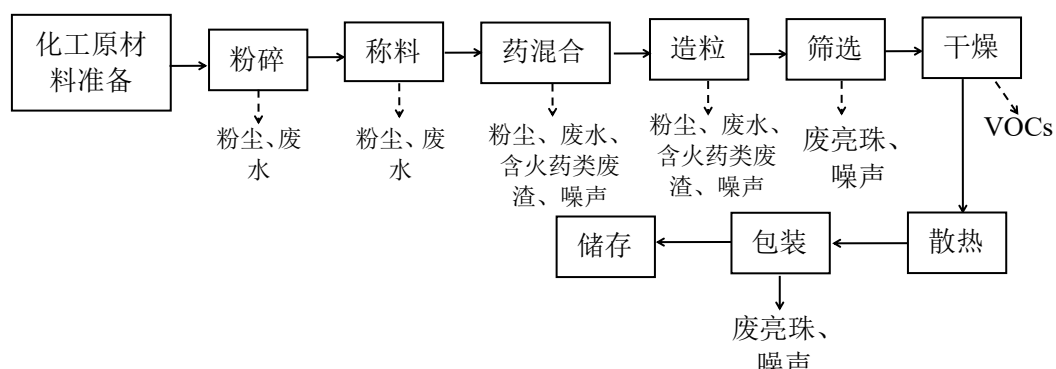 化工原材
料准备
粉碎
称料
药混合
造粒
筛选
干燥
粉尘、废
水
粉尘、废
水
粉尘、废水、
含火药类废
渣、噪声
粉尘、废水、
含火药类废
渣、噪声
废亮珠、
噪声
VOCs
储存
包装
散热
废亮珠、
噪声